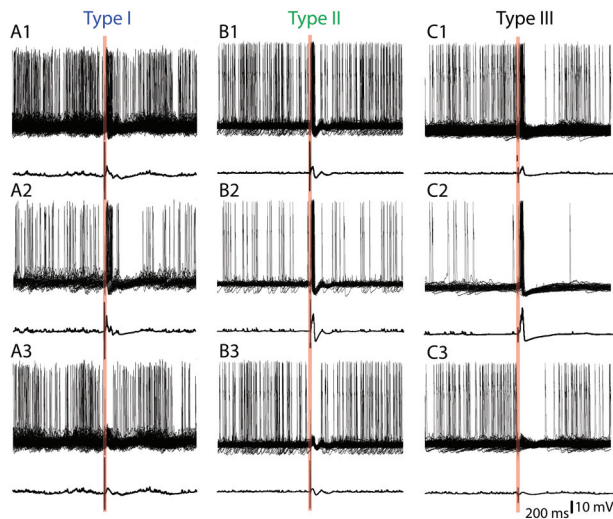 Type I Type II Type III
A1 B1 C1
A2 B2 C2
A3 B3 C3
200 ms 10 mV